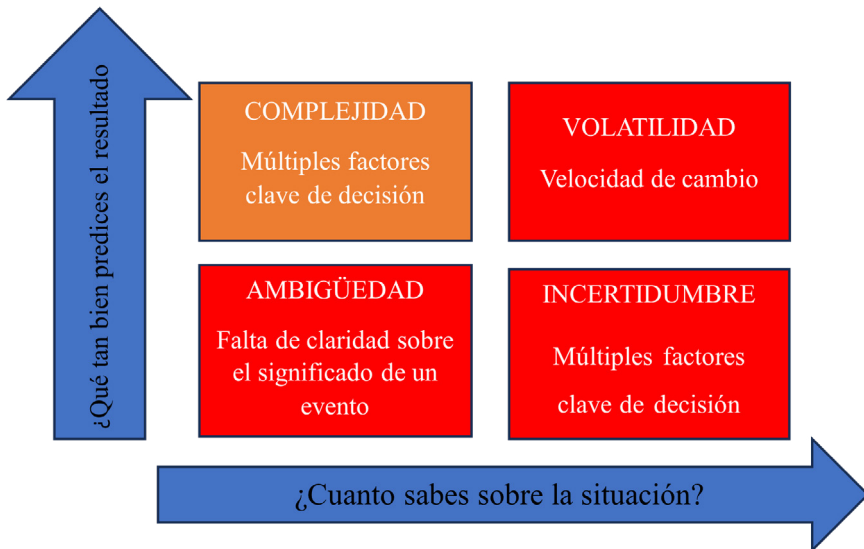 ¿Qué tan bien predices el resultado
COMPLEJIDAD
Múltiples factores
clave de decisión
VOLATILIDAD
Velocidad de cambio
AMBIGÜEDAD
Falta de claridad sobre
el significado de un
evento
INCERTIDUMBRE
Múltiples factores
clave de decisión
¿Cuanto sabes sobre la situación?